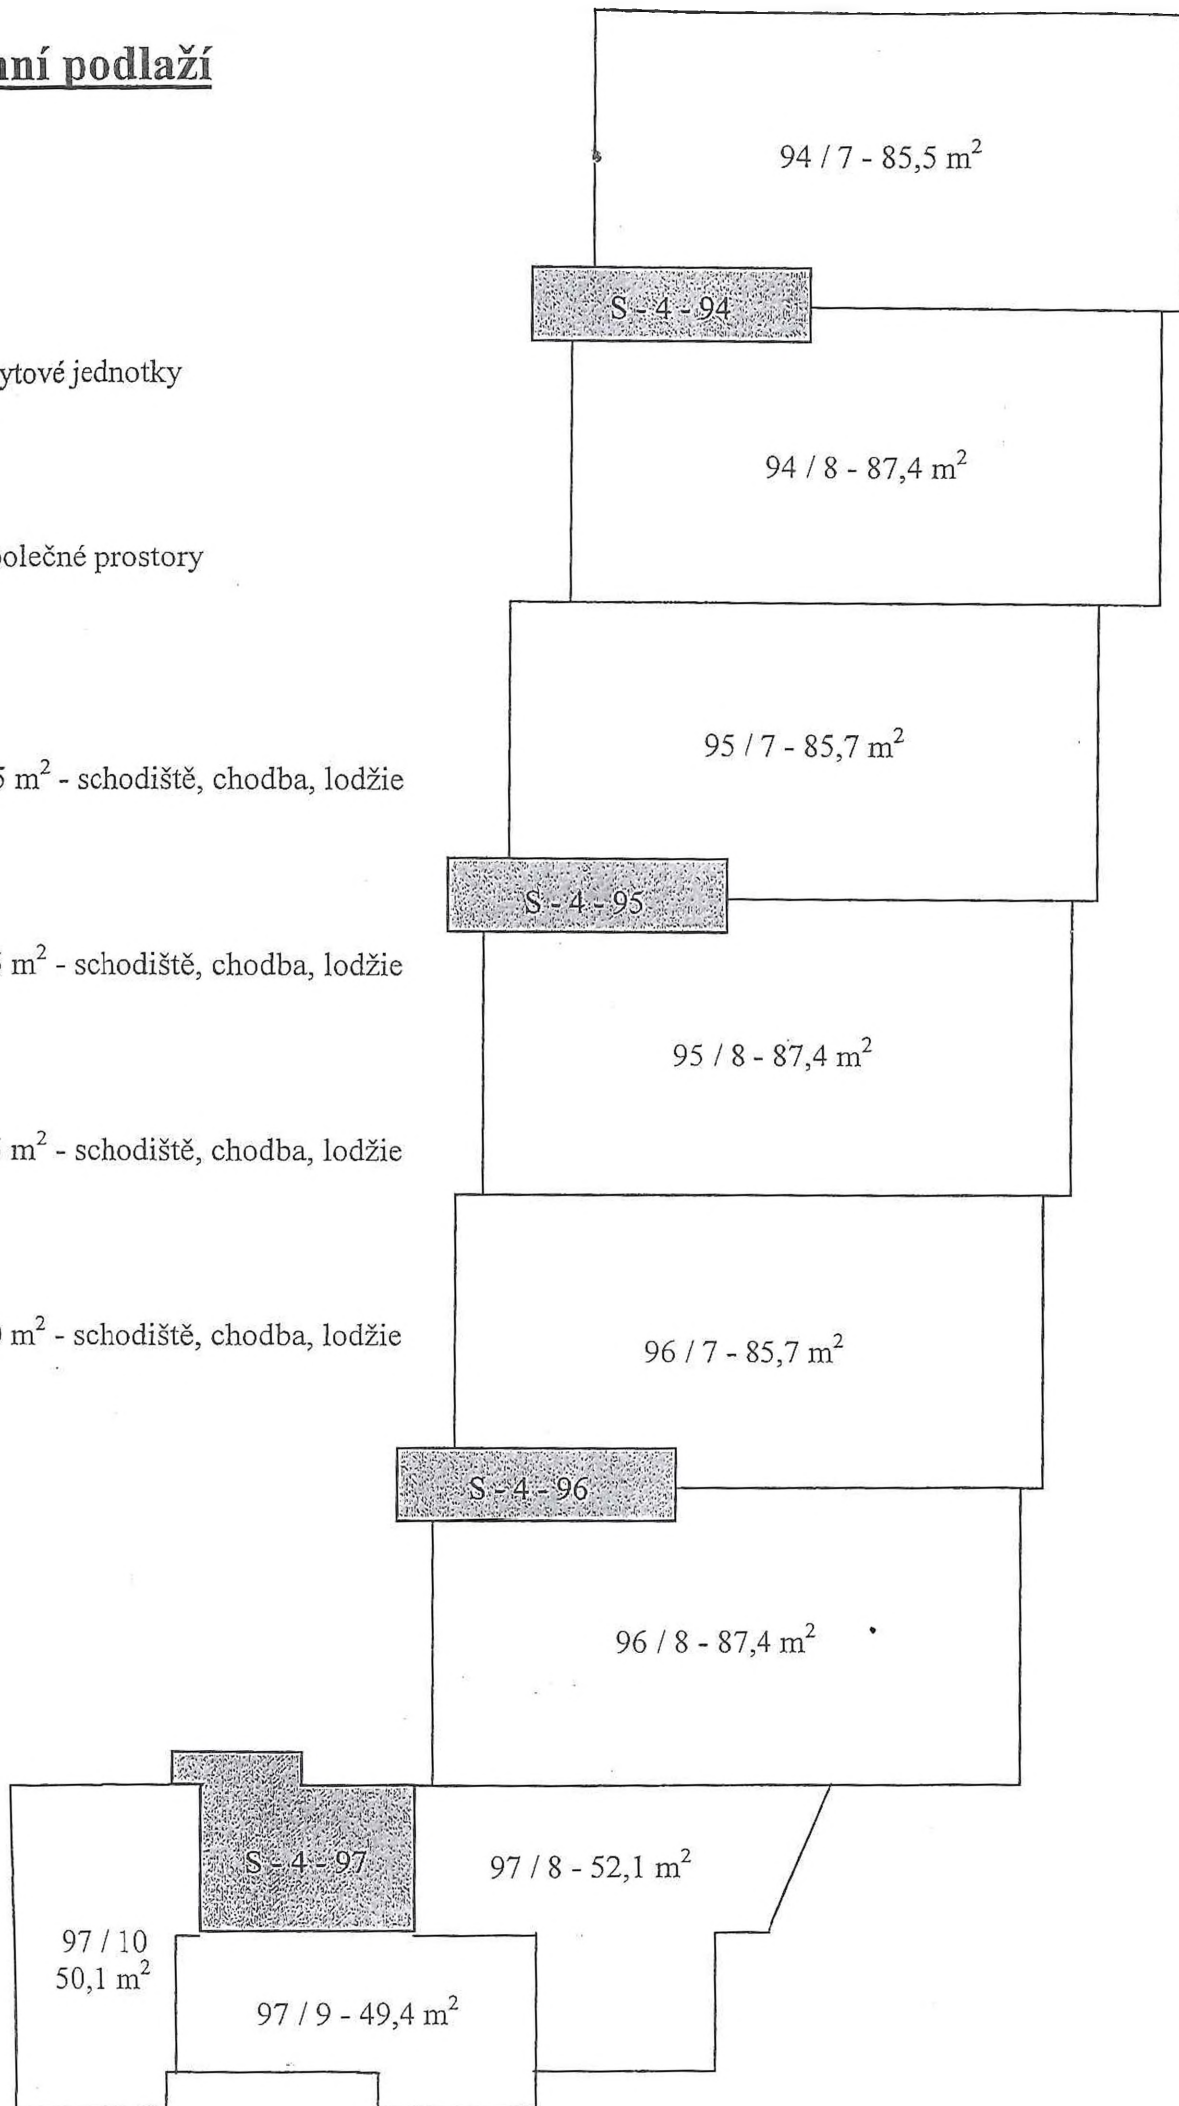 ní podlaží
94 / 7 - 85,5 m²
S - 4 - 94
ytové jednotky
94 / 8 - 87,4 m²
olečné prostory
95 / 7 - 85,7 m²
m² - schodiště, chodba, lodžie
S - 4 - 95
m² - schodiště, chodba, lodžie
95 / 8 - 87,4 m²
m² - schodiště, chodba, lodžie
m² - schodiště, chodba, lodžie
96 / 7 - 85,7 m²
S - 4 - 96
96 / 8 - 87,4 m²
S - 4 - 97
97 / 8 - 52,1 m²
97 / 10
50,1 m²
97 / 9 - 49,4 m²